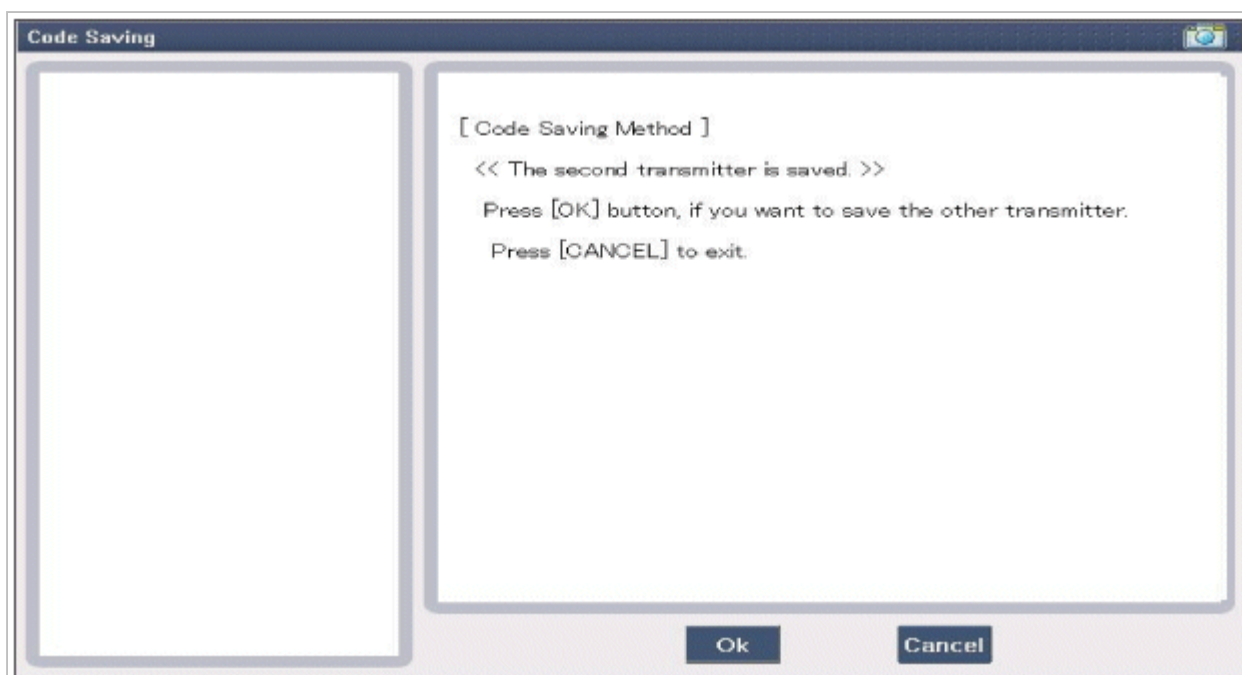 Code Saving
[ Code Saving Method ]
<< The second transmitter is saved. >>
Press [OK] button, if you want to save the other transmitter.
Press [CANCEL] to exit.
Ok
Cancel